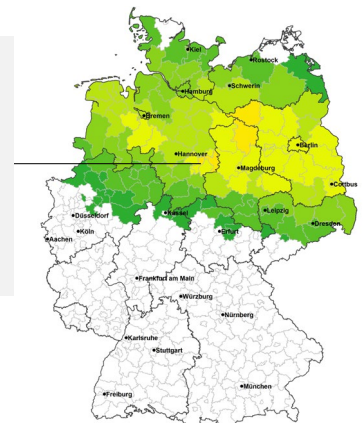 Kiel
Rostock
Hamburg
Schwerin
Bremen
Berlin
Hannover
Magdeburg
Cottbus
Düsseldorf
Kassel
Leipzig
Dresden
Köln
Erfurt
Aachen
Frankfurt am Main
Würzburg
Nürnberg
Karlsruhe
Stuttgart
München
Freiburg